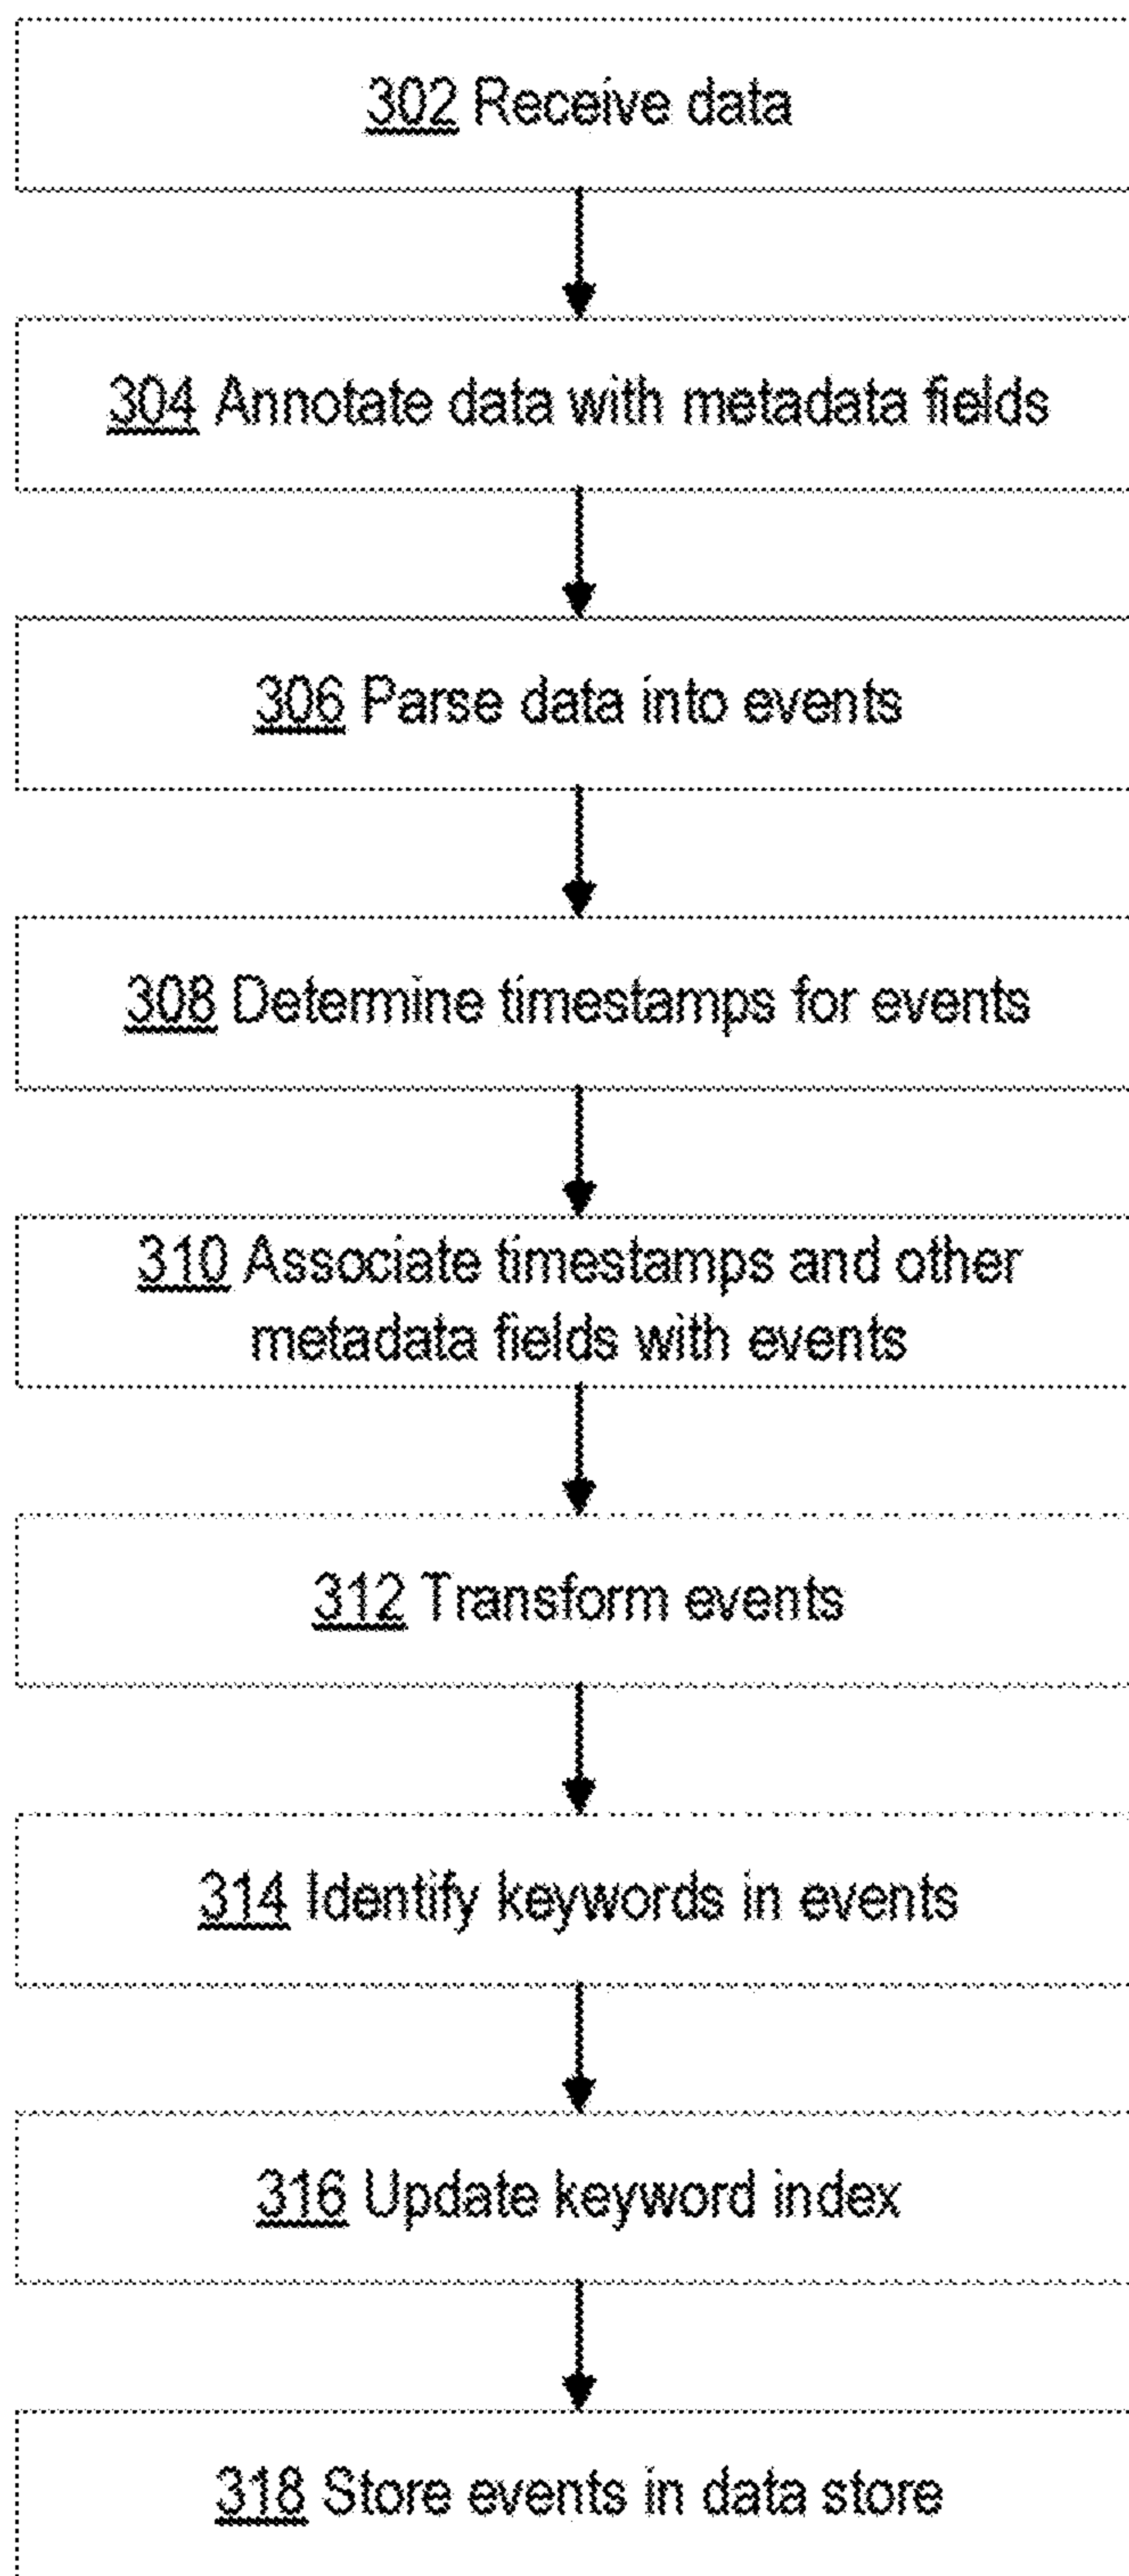 302 Receive data
304 Annotate data with metadata fields
306 Parse data into events
308 Determine timestamps for events
310 Associate timestamps and other
metadata fields with events
312 Transform events
314 Identify keywords in events
316 Update keyword index
318 Store events in data store